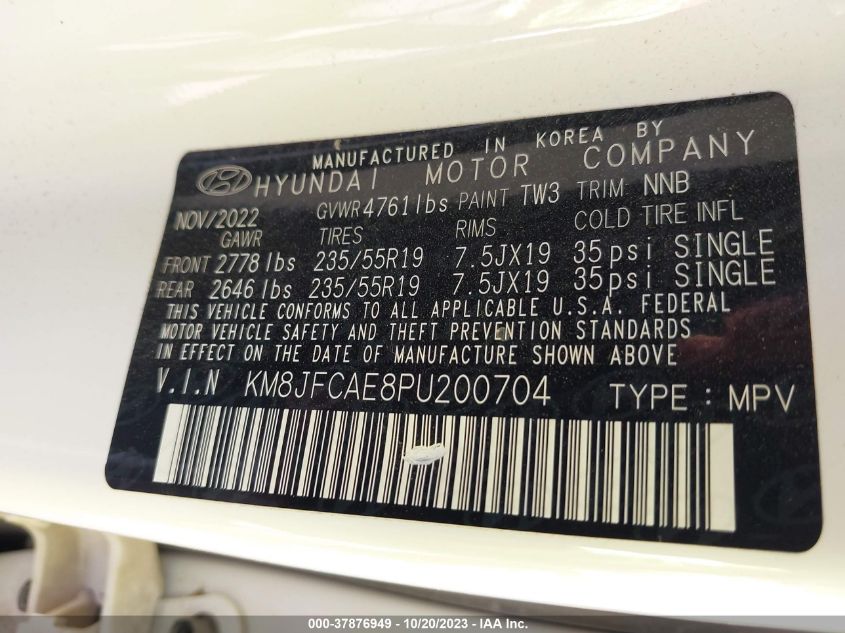 MANUFACTURED IN KOREA BY
HYUNDAI MOTOR COMPANY
NOV/2022 GVWR 4761 lbs PAINT TW3 TRIM NNB
GAWR TIRES RIMS COLD TIRE INFL
FRONT 2778 lbs 235/55R19 7.5JX19 35psi SINGLE
REAR 2646 lbs 235/55R19 7.5JX19 35psi SINGLE
THIS VEHICLE CONFORMS TO ALL APPLICABLE U.S.A. FEDERAL
MOTOR VEHICLE SAFETY AND THEFT PREVENTION STANDARDS
IN EFFECT ON THE DATE OF MANUFACTURE SHOWN ABOVE
V.I.N KM8JFCAE8PU200704 TYPE : MPV
000-37876949 | 10/20/2023 - IAA Inc.